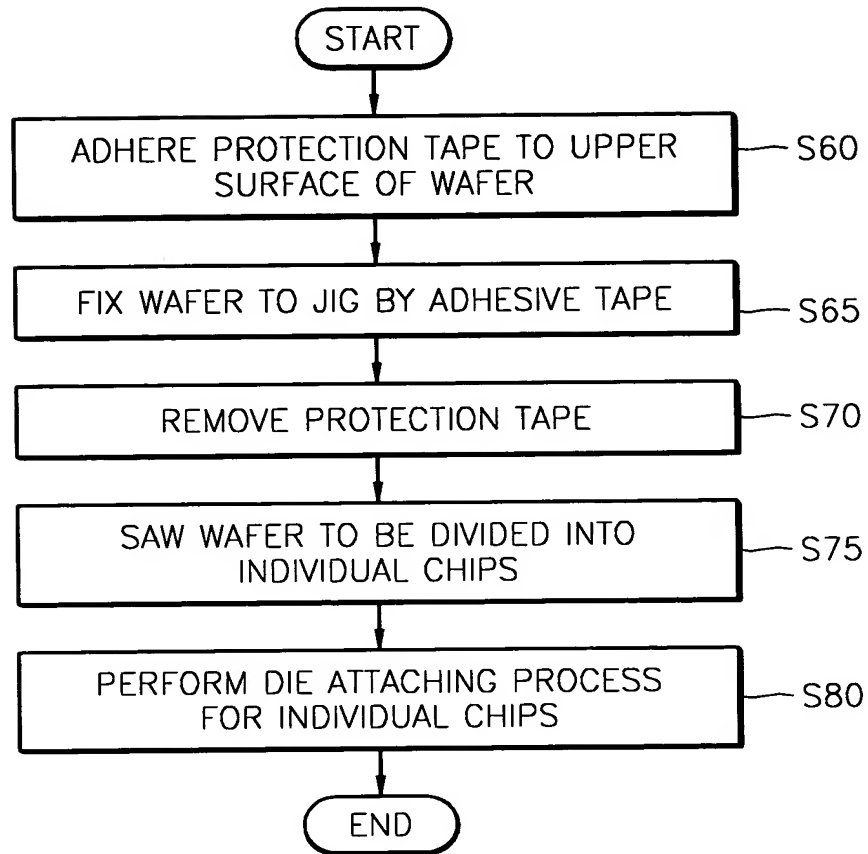 START
ADHERE PROTECTION TAPE TO UPPER
SURFACE OF WAFER
S60
FIX WAFER TO JIG BY ADHESIVE TAPE
S65
REMOVE PROTECTION TAPE
S70
SAW WAFER TO BE DIVIDED INTO
INDIVIDUAL CHIPS
S75
PERFORM DIE ATTACHING PROCESS
FOR INDIVIDUAL CHIPS
S80
END